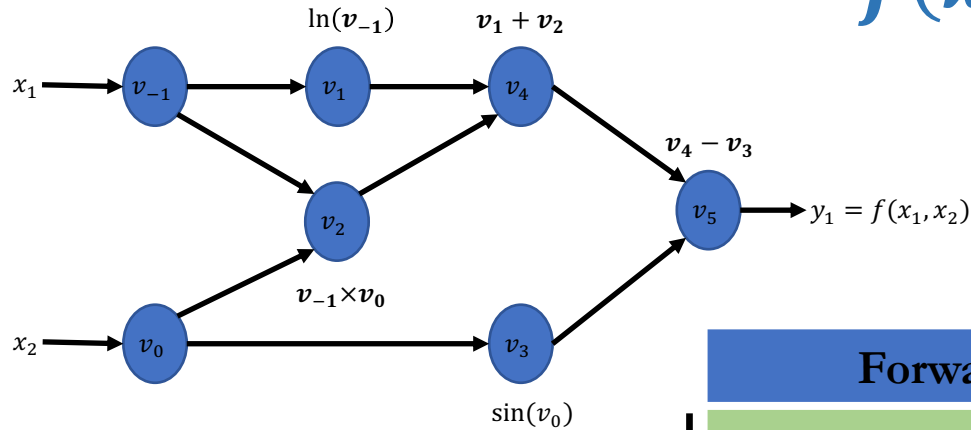 f(
ln(v₋₁)
v₁ + v₂
x₁
v₋₁
v₁
v₄
v₄ − v₃
v₂
v₅
y₁ = f(x₁, x₂)
v₋₁×v₀
x₂
v₀
v₃
sin(v₀)